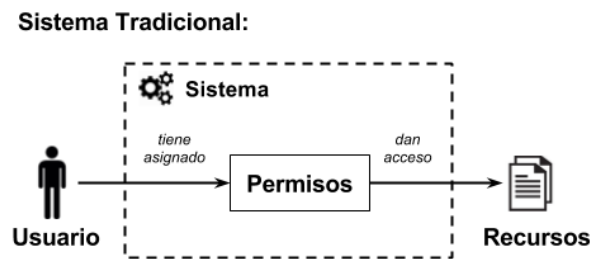 Sistema Tradicional:
Sistema
tiene
asignado
dan
acceso
Permisos
Usuario
Recursos